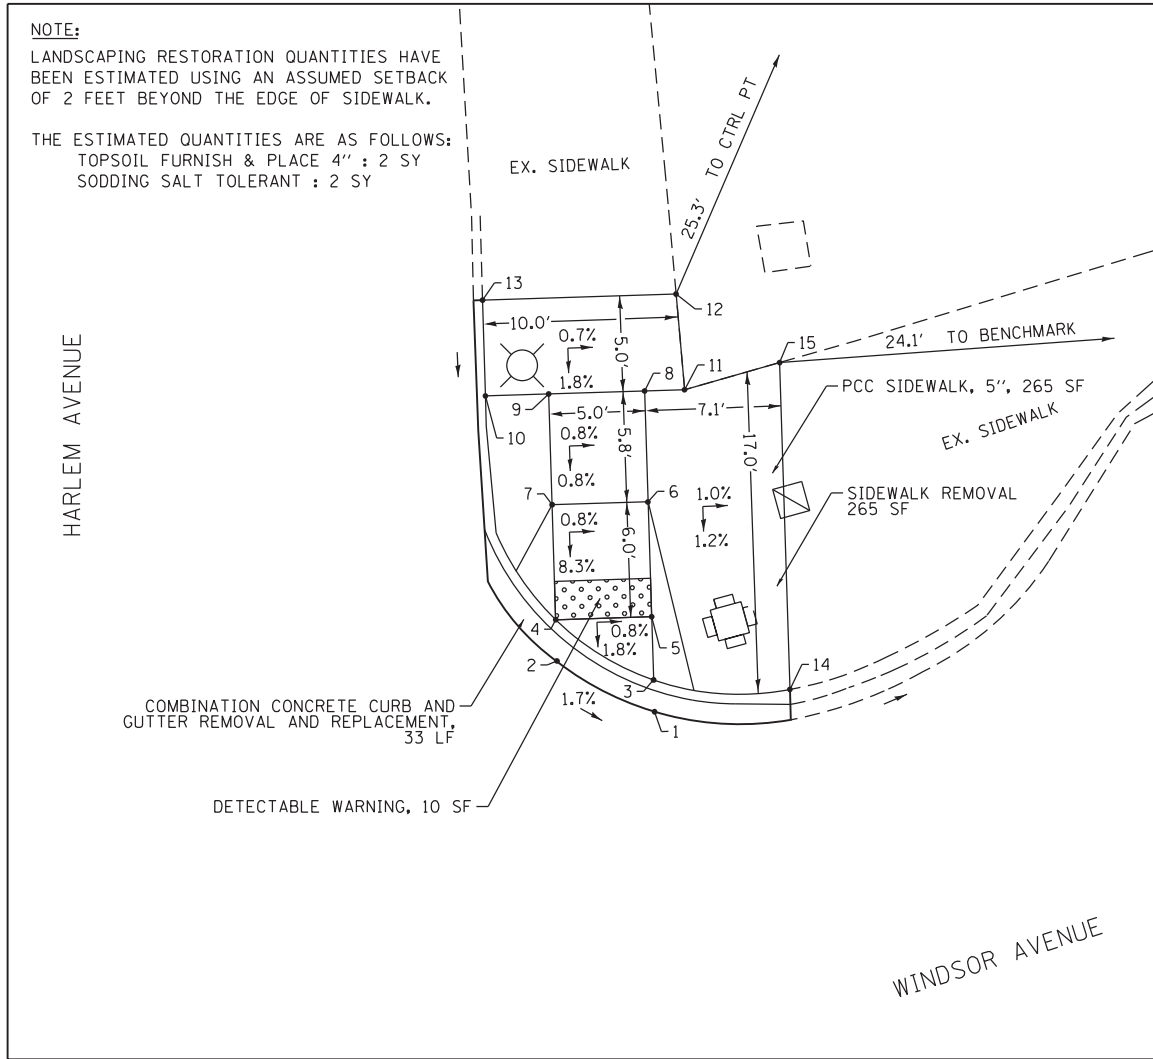 NOTE:
LANDSCAPING RESTORATION QUANTITIES HAVE
BEEN ESTIMATED USING AN ASSUMED SETBACK
OF 2 FEET BEYOND THE EDGE OF SIDEWALK.
THE ESTIMATED QUANTITIES ARE AS FOLLOWS:
TOPSOIL FURNISH & PLACE 4'' : 2 SY
SODDING SALT TOLERANT : 2 SY
EX. SIDEWALK
25.3' TO CTRL PT
13
12
10.0'
5.0'
0.7%
1.8%
24.1' TO BENCHMARK
15
11
8
9
10
HARLEM AVENUE
PCC SIDEWALK, 5'', 265 SF
EX. SIDEWALK
5.0'
7.1'
0.8%
0.8%
5.8'
17.0'
7
6
SIDEWALK REMOVAL
265 SF
1.0%
1.2%
0.8%
8.3%
6.0'
4
5
0.8%
1.8%
2
3
14
1.7%
1
COMBINATION CONCRETE CURB AND
GUTTER REMOVAL AND REPLACEMENT,
33 LF
DETECTABLE WARNING, 10 SF
WINDSOR AVENUE